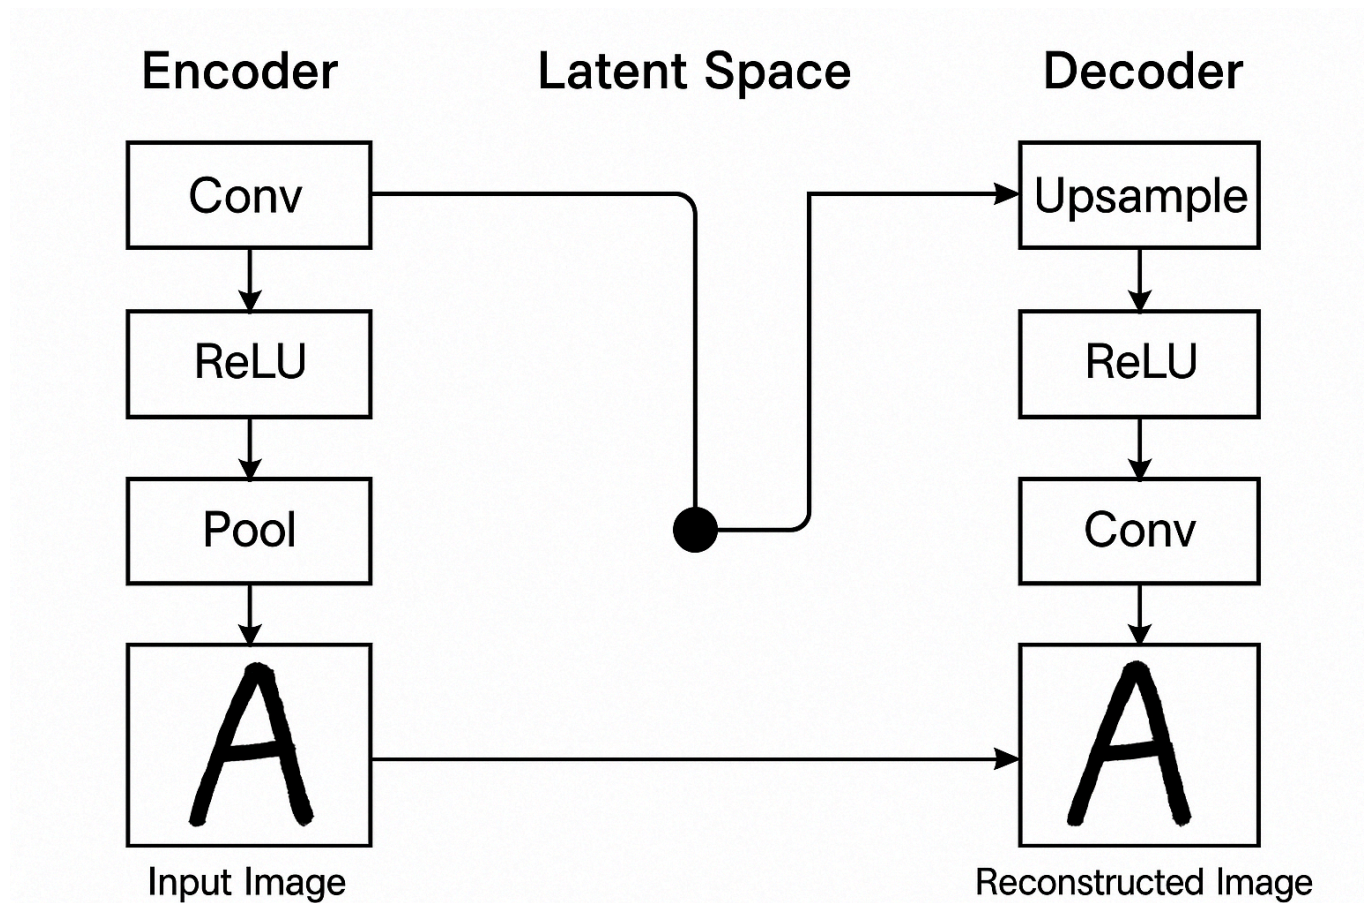 Encoder
Latent Space
Decoder
Conv
Upsample
ReLU
ReLU
Pool
Conv
A
A
Input Image
Reconstructed Image